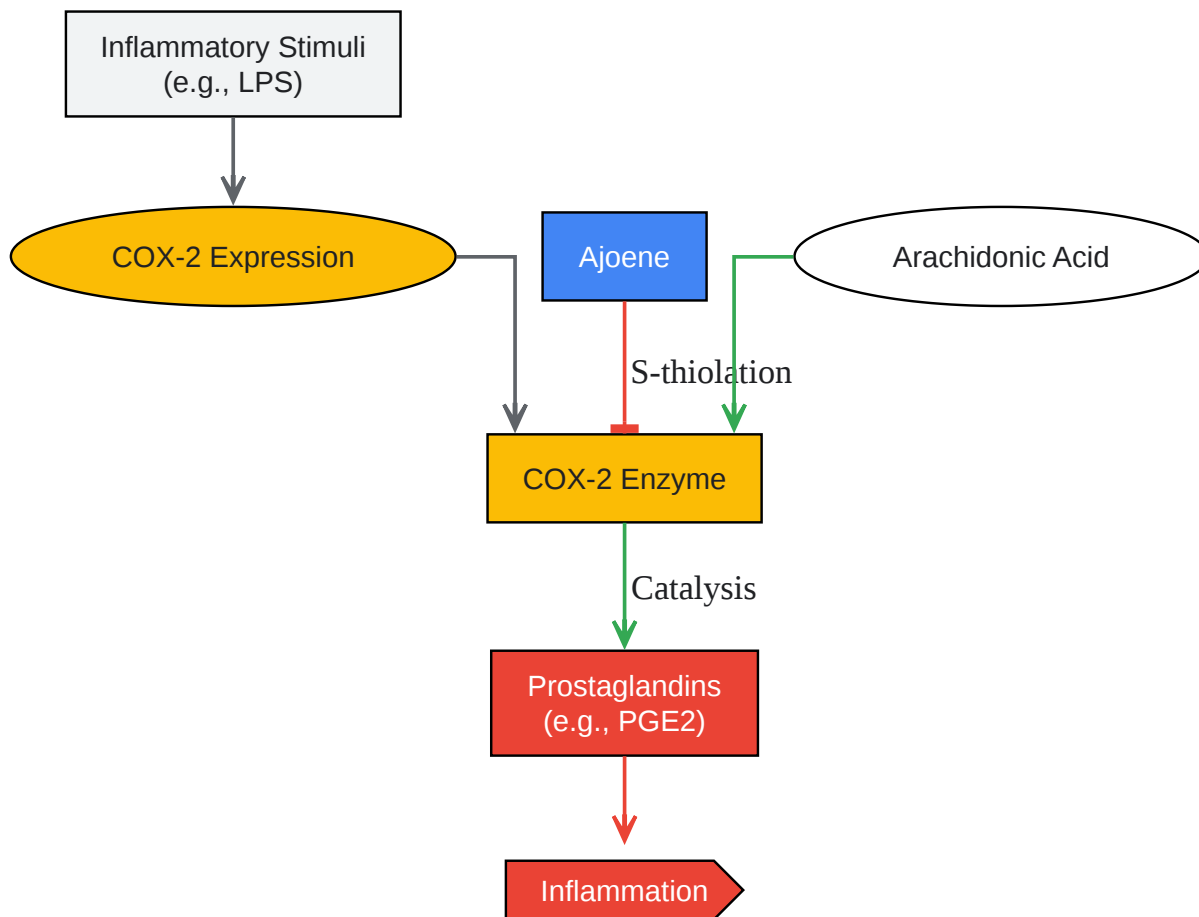 Inflammatory Stimuli
(e.g., LPS)
COX-2 Expression
Ajoene
Arachidonic Acid
S-thiolation
COX-2 Enzyme
Catalysis
Prostaglandins
(e.g., PGE2)
Inflammation